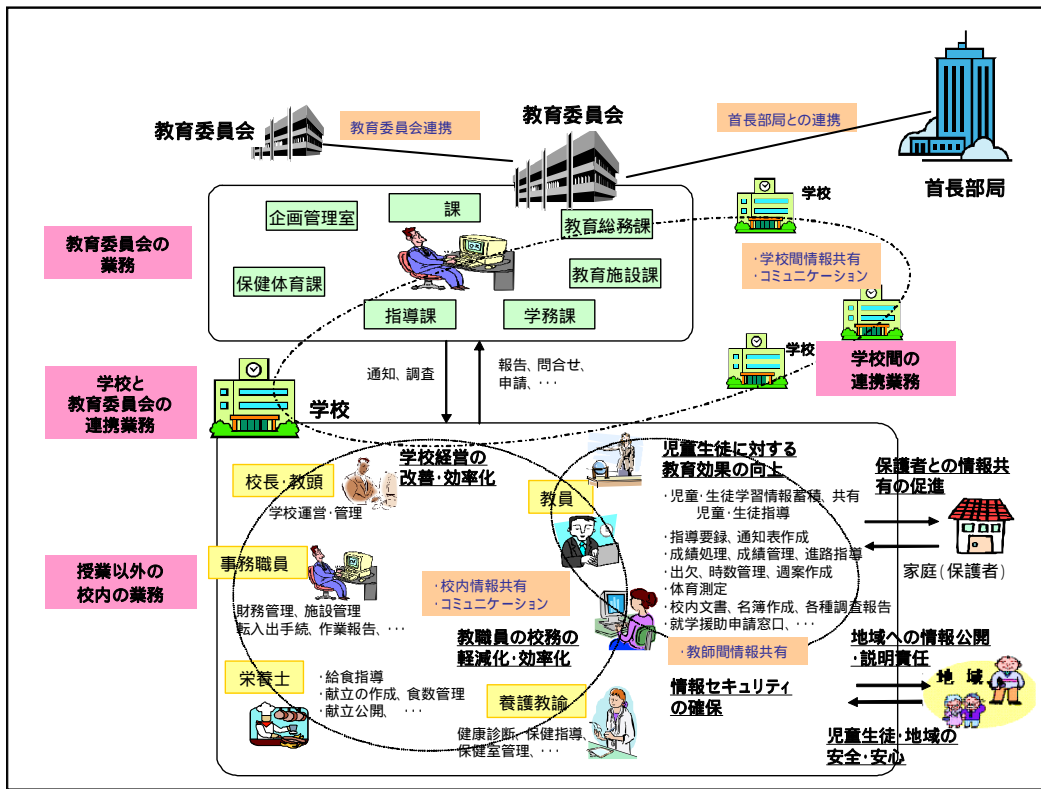 教育委員会
教育委員会連携
教育委員会
首長部局との連携
首長部局
教育委員会の
業務
企画管理室
課
教育総務課
保健体育課
教育施設課
指導課
学務課
学校
・学校間情報共有
・コミュニケーション
学校
学校間の
連携業務
学校と
教育委員会の
連携業務
学校
通知、調査
報告、問合せ、
申請、・・・
授業以外の
校内の業務
校長・教頭
学校運営・管理
学校経営の
改善・効率化
事務職員
財務管理、施設管理
転入出手続、作業報告、・・・
栄養士
・給食指導
・献立の作成、食数管理
・献立公開、・・・
・校内情報共有
・コミュニケーション
教職員の校務の
軽減化・効率化
養護教諭
健康診断、保健指導、
保健室管理、・・・
教員
児童生徒に対する
教育効果の向上
・児童・生徒学習情報蓄積、共有
児童・生徒指導
・指導要録、通知表作成
・成績処理、成績管理、進路指導
・出欠、時数管理、週案作成
・体育測定
・校内文書、名簿作成、各種調査報告
・就学援助申請窓口、・・・
・教師間情報共有
情報セキュリティ
の確保
保護者との情報共
有の促進
家庭(保護者)
地域への情報公開
・説明責任
地域
児童生徒・地域の
安全・安心